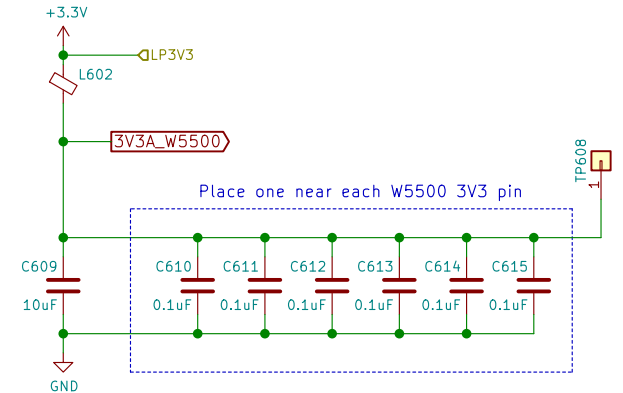 +3.3V
LP3V3
L602
3V3A_W5500
TP608
1
Place one near each W5500 3V3 pin
C609
C610
C611
C612
C613
C614
C615
10uF
0.1uF
0.1uF
0.1uF
0.1uF
0.1uF
0.1uF
GND